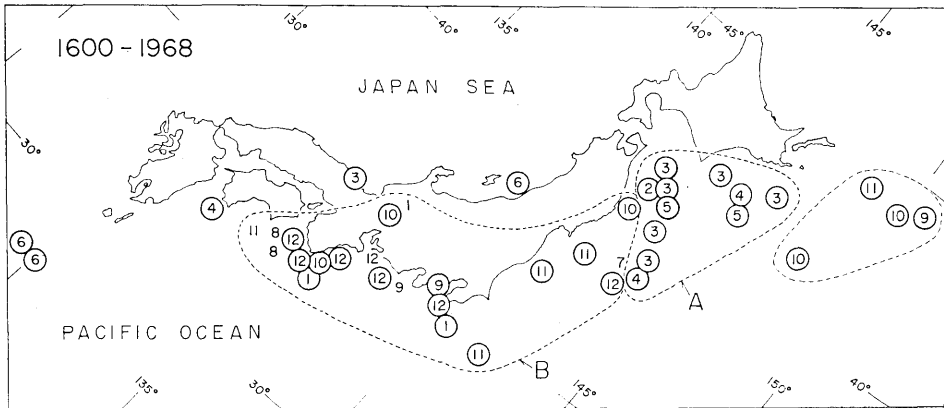 130° 40° 135° 140° 45° 145°
1600-1968
JAPAN SEA
30°
3 6 3 3
4 10 1 10 2 3 4 3 11
11 8 5 5 10 9
6 8 12 3
6 12 10 12 12 11 11 7 3 10
1 12 9 9 12 4
12 A
1
PACIFIC OCEAN
11 B
135° 30° 145° 150° 40°